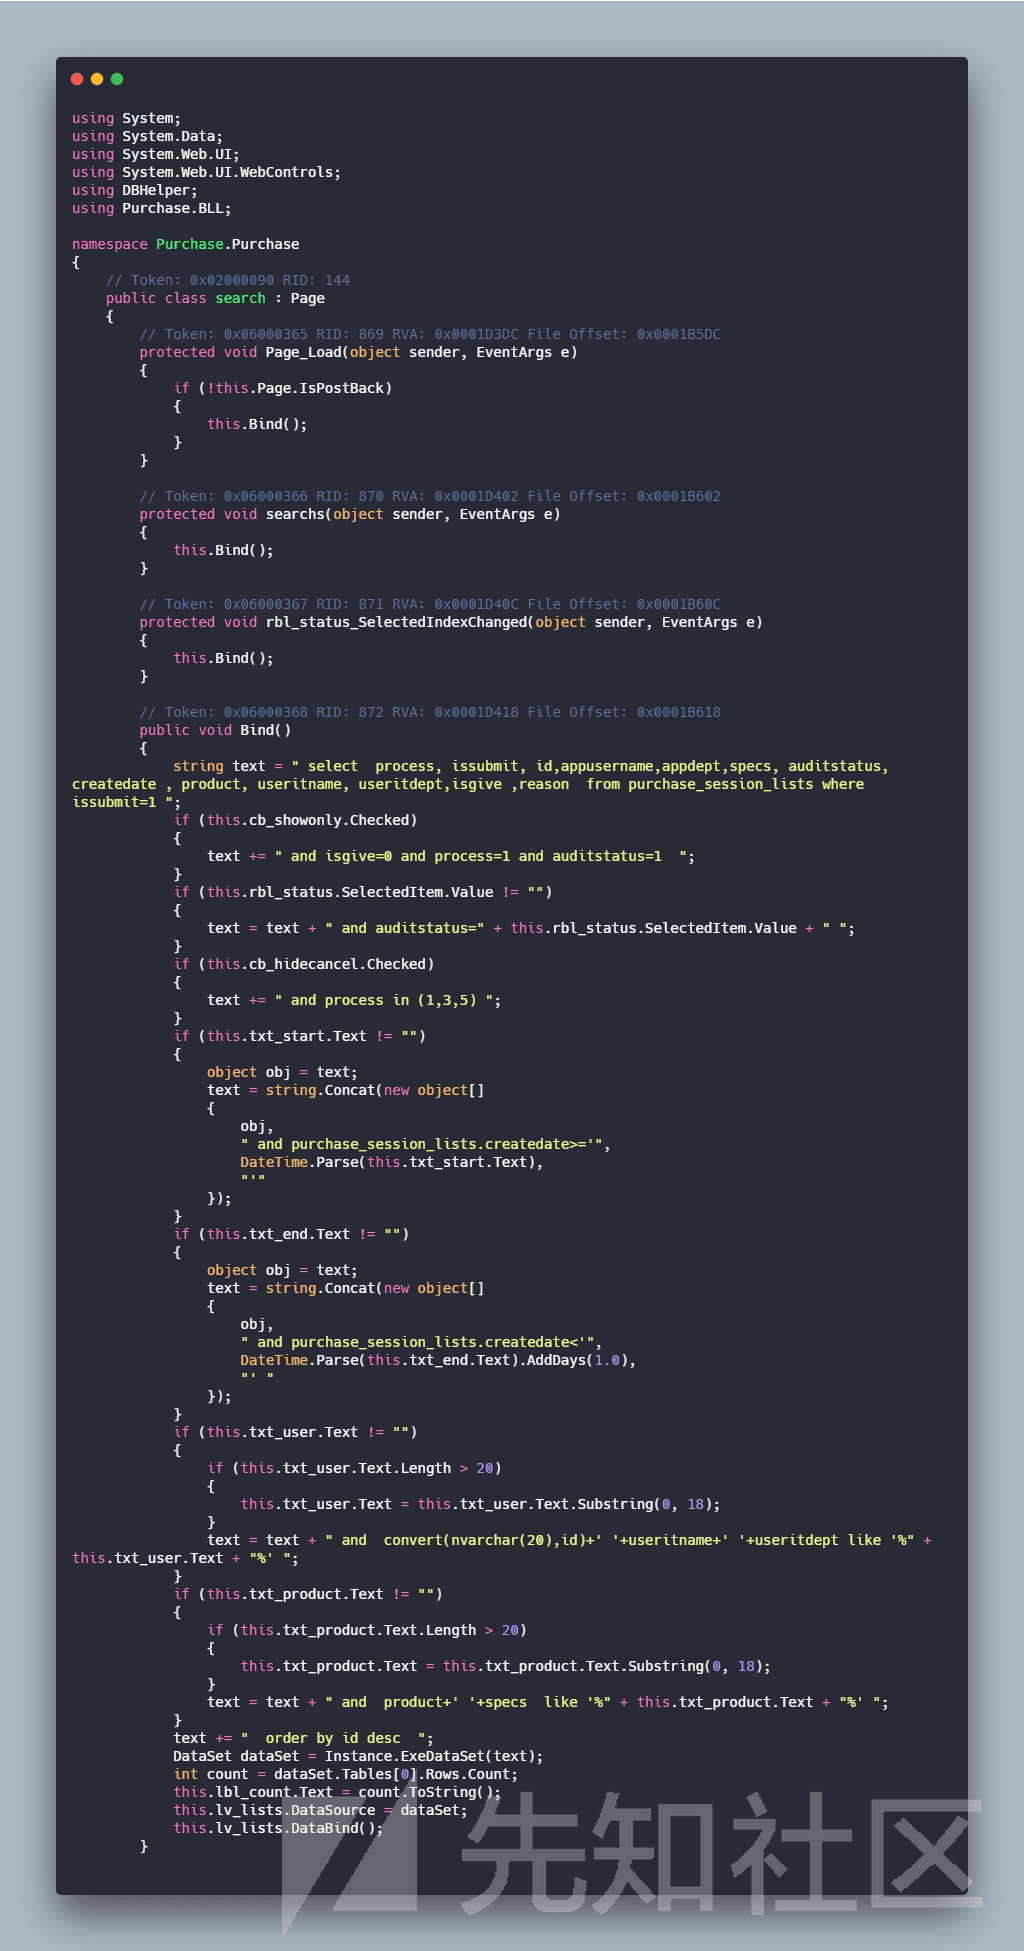 using System;
using System.Data;
using System.Web.UI;
using System.Web.UI.WebControls;
using DBHelper;
using Purchase.BLL;
namespace Purchase.Purchase
{
// Token: 0x02000090 RID: 144
public class search : Page
{
// Token: 0x06000365 RID: 869 RVA: 0x0001D3DC File Offset: 0x0001B5DC
protected void Page_Load(object sender, EventArgs e)
{
if (!this.Page.IsPostBack)
{
this.Bind();
}
}
// Token: 0x06000366 RID: 870 RVA: 0x0001D402 File Offset: 0x0001B602
protected void searchs(object sender, EventArgs e)
{
this.Bind();
}
// Token: 0x06000367 RID: 871 RVA: 0x0001D40C File Offset: 0x0001B60C
protected void rbl_status_SelectedIndexChanged(object sender, EventArgs e)
{
this.Bind();
}
// Token: 0x06000368 RID: 872 RVA: 0x0001D418 File Offset: 0x0001B618
public void Bind()
{
string text = " select  process, issubmit, id,appusername,appdept,specs, auditstatus,
createdate , product, useritname, useritdept,isgive ,reason  from purchase_session_lists where
issubmit=1 ";
if (this.cb_showonly.Checked)
{
text += " and isgive=0 and process=1 and auditstatus=1  ";
}
if (this.rbl_status.SelectedItem.Value != "")
{
text = text + " and auditstatus=" + this.rbl_status.SelectedItem.Value + " ";
}
if (this.cb_hidecancel.Checked)
{
text += " and process in (1,3,5) ";
}
if (this.txt_start.Text != "")
{
object obj = text;
text = string.Concat(new object[]
{
obj,
" and purchase_session_lists.createdate>='",
DateTime.Parse(this.txt_start.Text),
"'"
});
}
if (this.txt_end.Text != "")
{
object obj = text;
text = string.Concat(new object[]
{
obj,
" and purchase_session_lists.createdate<'",
DateTime.Parse(this.txt_end.Text).AddDays(1.0),
"' "
});
}
if (this.txt_user.Text != "")
{
if (this.txt_user.Text.Length > 20)
{
this.txt_user.Text = this.txt_user.Text.Substring(0, 18);
}
text = text + " and  convert(nvarchar(20),id)+' '+useritname+' '+useritdept like '%" +
this.txt_user.Text + "%' ";
}
if (this.txt_product.Text != "")
{
if (this.txt_product.Text.Length > 20)
{
this.txt_product.Text = this.txt_product.Text.Substring(0, 18);
}
text = text + " and  product+' '+specs  like '%" + this.txt_product.Text + "%' ";
}
text += "  order by id desc  ";
DataSet dataSet = Instance.ExeDataSet(text);
int count = dataSet.Tables[0].Rows.Count;
this.lbl_count.Text = count.ToString();
this.lv_lists.DataSource = dataSet;
this.lv_lists.DataBind();
}
先知社区